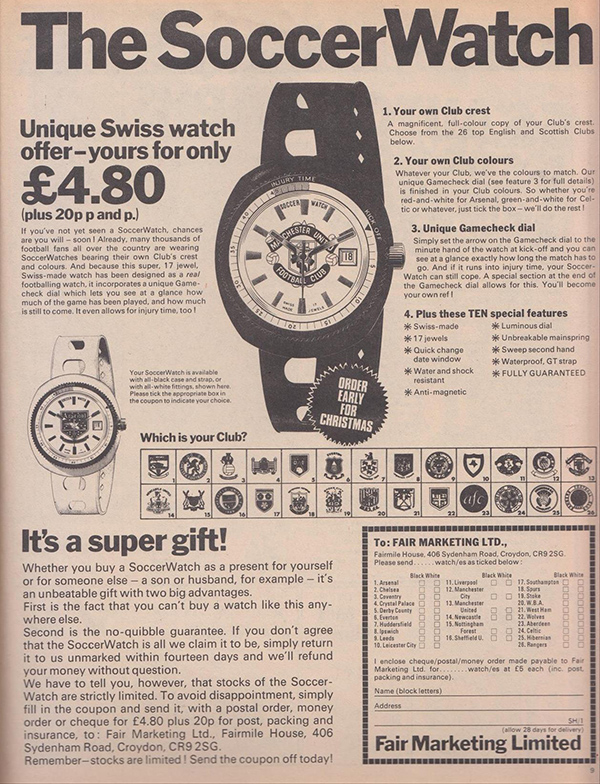 The SoccerWatch
Unique Swiss watch
offer–yours for only
£4.80
(plus 20p p and p.)
If you've not yet seen a SoccerWatch, chances
are you will – soon! Already, many thousands of
football fans all over the country are wearing
SoccerWatches bearing their own Club's crest
and colours. And because this super, 17 jewel,
Swiss-made watch has been designed as a real
footballing watch, it incorporates a unique Game-
check dial which lets you see at a glance how
much of the game has been played, and how much
is still to come. It even allows for injury time, too!
INJURY TIME
KICK OFF
SOCCER WATCH
MANCHESTER UNITED
FOOTBALL CLUB
18
1. Your own Club crest
A magnificent, full-colour copy of your Club's crest.
Choose from the 26 top English and Scottish Clubs
below.
2. Your own Club colours
Whatever your Club, we've the colours to match. Our
unique Gamecheck dial (see feature 3 for full details)
is finished in your Club colours. So whether you're
red-and-white for Arsenal, green-and-white for Cel-
tic or whatever, just tick the box – we'll do the rest!
3. Unique Gamecheck dial
Simply set the arrow on the Gamecheck dial to the
minute hand of the watch at kick-off and you can
see at a glance exactly how long the match has to
go. And if it runs into injury time, your Soccer-
Watch can still cope. A special section at the end of
the Gamecheck dial allows for this. You'll become
your own ref!
4. Plus these TEN special features
* Swiss-made
* 17 jewels
* Quick change
date window
* Water and shock
resistant
* Anti-magnetic
* Luminous dial
* Unbreakable mainspring
* Sweep second hand
* Waterproof, GT strap
* FULLY GUARANTEED
Your SoccerWatch is available
with all-black case and strap, or
with all-white fittings, shown here.
Please tick the appropriate box in
the coupon to indicate your choice.
ORDER
EARLY
FOR
CHRISTMAS
Which is your Club?
1 2 3 4 5 6 7 8 9 10 11 12 13
14 15 16 17 18 19 20 21 22 23 24 25 26
It's a super gift!
Whether you buy a SoccerWatch as a present for yourself
or for someone else – a son or husband, for example – it's
an unbeatable gift with two big advantages.
First is the fact that you can't buy a watch like this any-
where else.
Second is the no-quibble guarantee. If you don't agree
that the SoccerWatch is all we claim it to be, simply return
it to us unmarked within fourteen days and we'll refund
your money without question.
We have to tell you, however, that stocks of the Soccer-
Watch are strictly limited. To avoid disappointment, simply
fill in the coupon and send it, with a postal order, money
order or cheque for £4.80 plus 20p for post, packing and
insurance, to: Fair Marketing Ltd., Fairmile House, 406
Sydenham Road, Croydon, CR9 2SG.
Remember–stocks are limited! Send the coupon off today!
To: FAIR MARKETING LTD.,
Fairmile House, 406 Sydenham Road, Croydon, CR9 2SG.
Please send ...... watch/es as ticked below:
Black White
1. Arsenal
2. Chelsea
3. Coventry
4. Crystal Palace
5. Derby County
6. Everton
7. Huddersfield
8. Ipswich
9. Leeds
10. Leicester City
Black White
11. Liverpool
12. Manchester
City
13. Manchester
United
14. Newcastle
15. Nottingham
Forest
16. Sheffield U.
Black White
17. Southampton
18. Spurs
19. Stoke
20. W.B.A.
21. West Ham
22. Wolves
23. Aberdeen
24. Celtic
25. Hibernian
26. Rangers
I enclose cheque/postal/money order made payable to Fair
Marketing Ltd. for ........ watch/es at £5 each (inc. post,
packing and insurance).
Name (block letters)
Address
SH/1
(allow 28 days for delivery)
Fair Marketing Limited